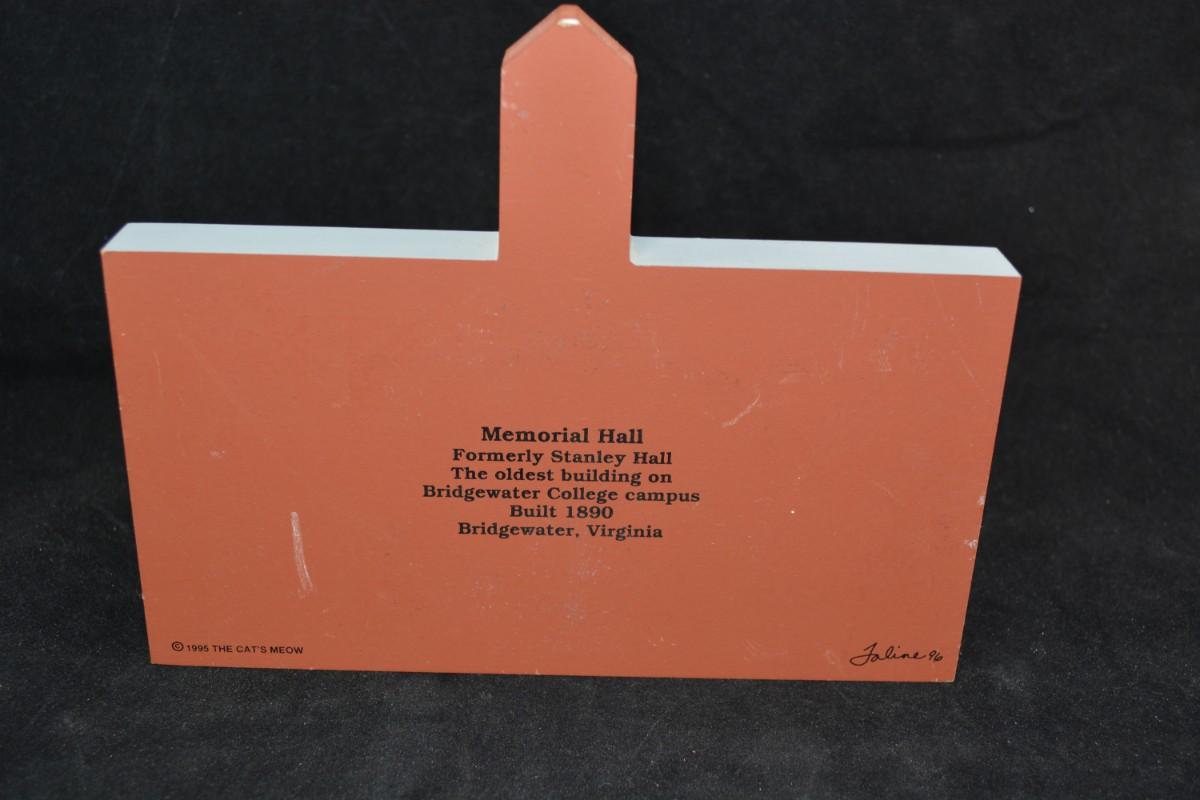 Memorial Hall
Formerly Stanley Hall
The oldest building on
Bridgewater College campus
Built 1890
Bridgewater, Virginia
© 1995 THE CAT'S MEOW
Faline 96